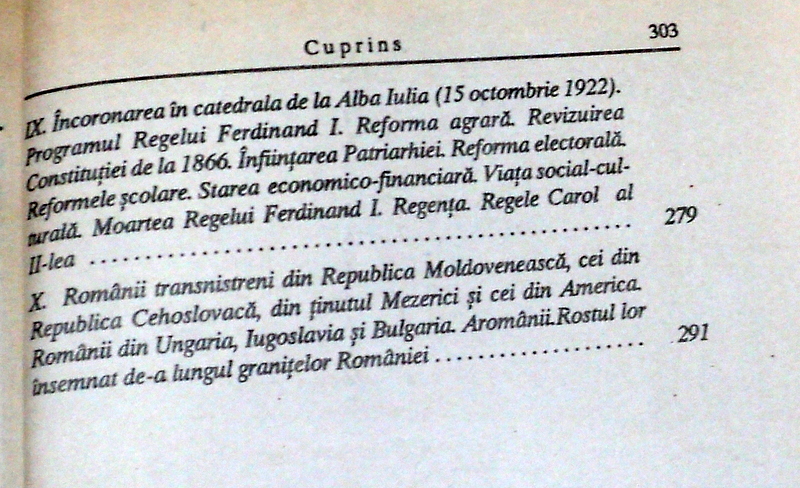 Cuprins 303
IX. Încoronarea în catedrala de la Alba Iulia (15 octombrie 1922).
Programul Regelui Ferdinand I. Reforma agrară. Revizuirea
Constituției de la 1866. Înființarea Patriarhiei. Reforma electorală.
Reformele școlare. Starea economico-financiară. Viața social-cul-
turală. Moartea Regelui Ferdinand I. Regența. Regele Carol al
II-lea ........................................................ 279
X. Românii transnistreni din Republica Moldovenească, cei din
Republica Cehoslovacă, din ținutul Mezerici și cei din America.
Românii din Ungaria, Iugoslavia și Bulgaria. Aromânii.Rostul lor
însemnat de-a lungul granițelor României .................... 291